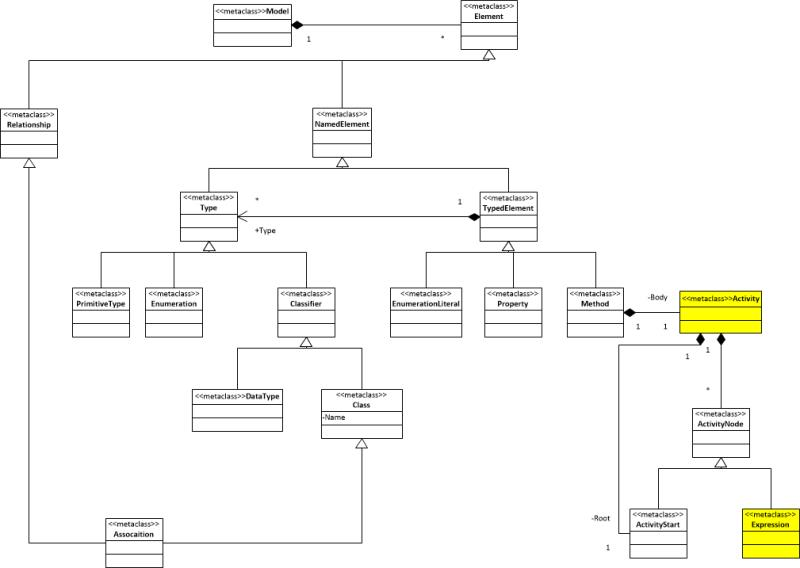 <<metaclass>>Model
<<metaclass>>
Element
1
*
<<metaclass>>
Relationship
<<metaclass>>
NamedElement
<<metaclass>>
Type
*
+Type
1
<<metaclass>>
TypedElement
<<metaclass>>
PrimitiveType
<<metaclass>>
Enumeration
<<metaclass>>
Classifier
<<metaclass>>
EnumerationLiteral
<<metaclass>>
Property
<<metaclass>>
Method
-Body
1
1
<<metaclass>>Activity
1
1
*
<<metaclass>>DataType
<<metaclass>>
Class
-Name
<<metaclass>>
ActivityNode
<<metaclass>>
Assocaition
-Root
1
<<metaclass>>
ActivityStart
<<metaclass>>
Expression